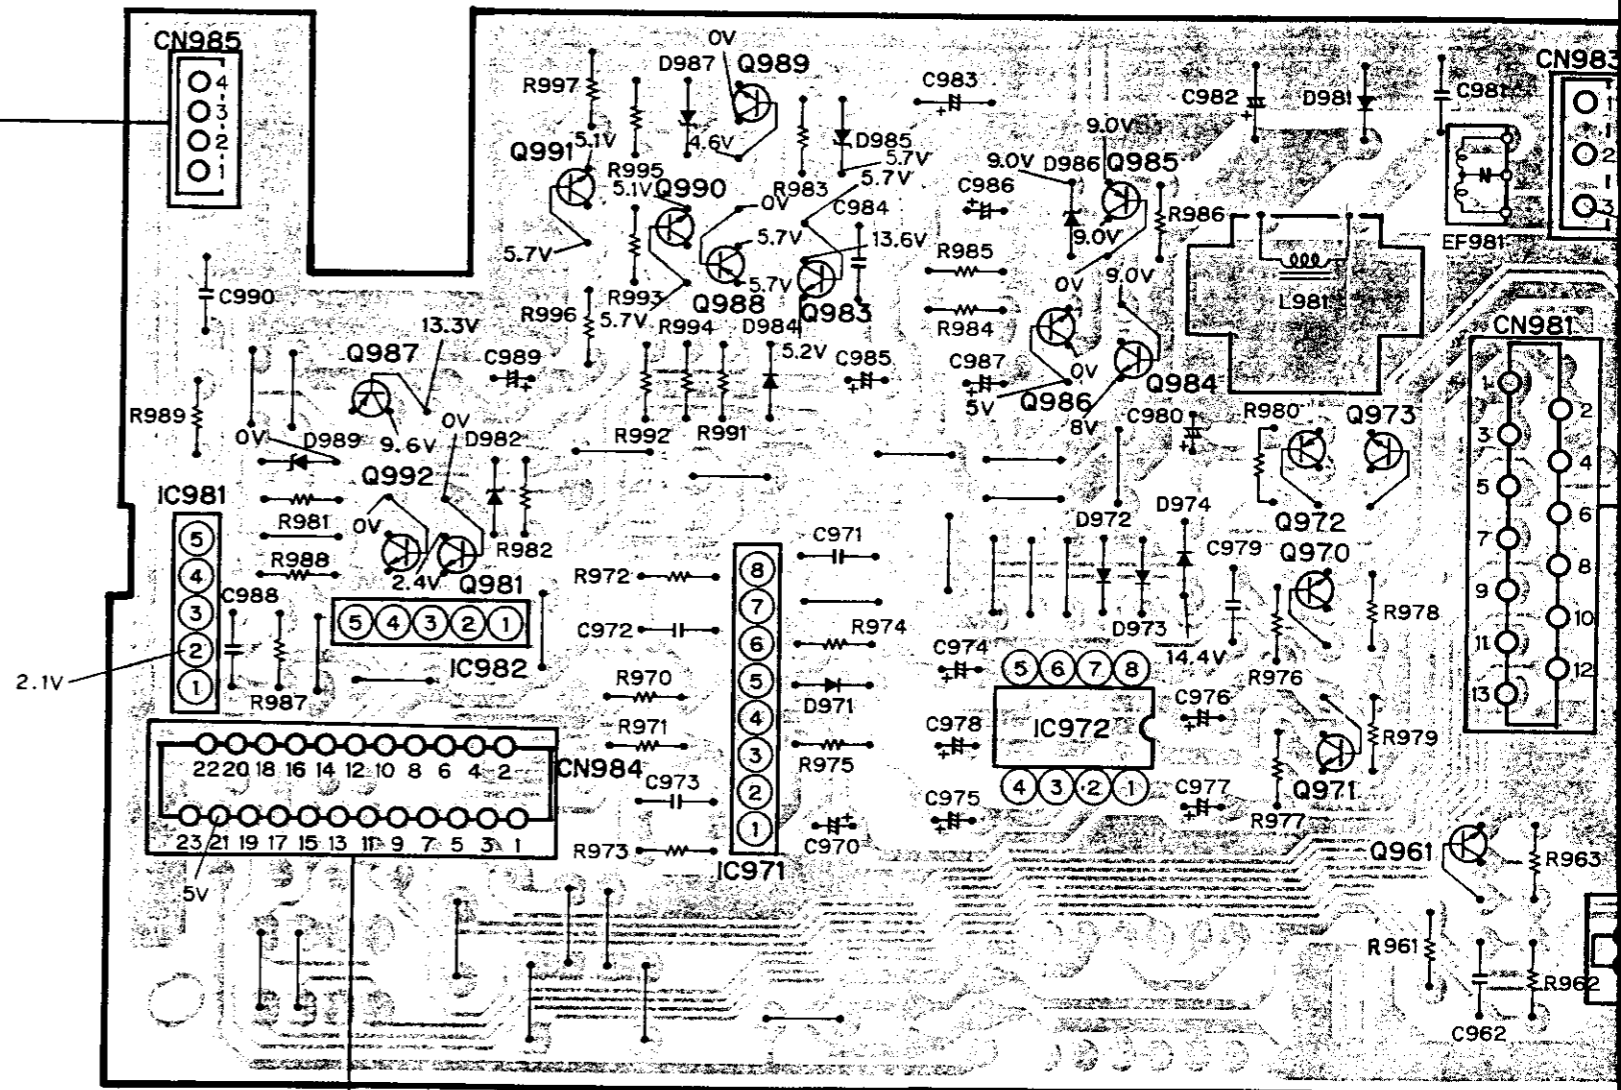 CN985
4
3
2
1
R997
D987
0V
Q989
C983
C982
D981
C981
CN983
1
2
3
5.1V
4.6V
D985
5.7V
5.7V
9.0V
9.0V
D986
Q985
Q991
R995
5.1V
Q990
R983
0V
C984
C986
R986
5.7V
5.7V
13.6V
9.0V
EF981
R985
C990
R993
5.7V
5.7V
Q988
Q983
0V
9.0V
L981
R996
R994
D984
R984
CN981
13.3V
Q987
C989
5.2V
C985
C987
0V
Q984
5V
Q986
8V
R989
0V
D989
9.6V
0V
D982
R992
R991
C980
R980
Q973
1
2
3
4
5
6
7
8
9
10
11
12
13
IC981
5
4
3
2
1
Q992
R981
0V
R988
2.4V
Q981
R982
C971
D972
D974
Q972
C979
Q970
R972
C988
5 4 3 2 1
IC982
C972
R974
D973
14.4V
R978
R976
2.1V
R987
R970
8
7
6
5
4
3
2
1
IC971
D971
C974
5 6 7 8
IC972
4 3 2 1
C976
R971
C978
R979
R975
22 20 18 16 14 12 10 8 6 4 2
CN984
C973
Q971
C977
C975
R977
23 21 19 17 15 13 11 9 7 5 3 1
R973
C970
5V
Q961
R963
R961
R962
C962